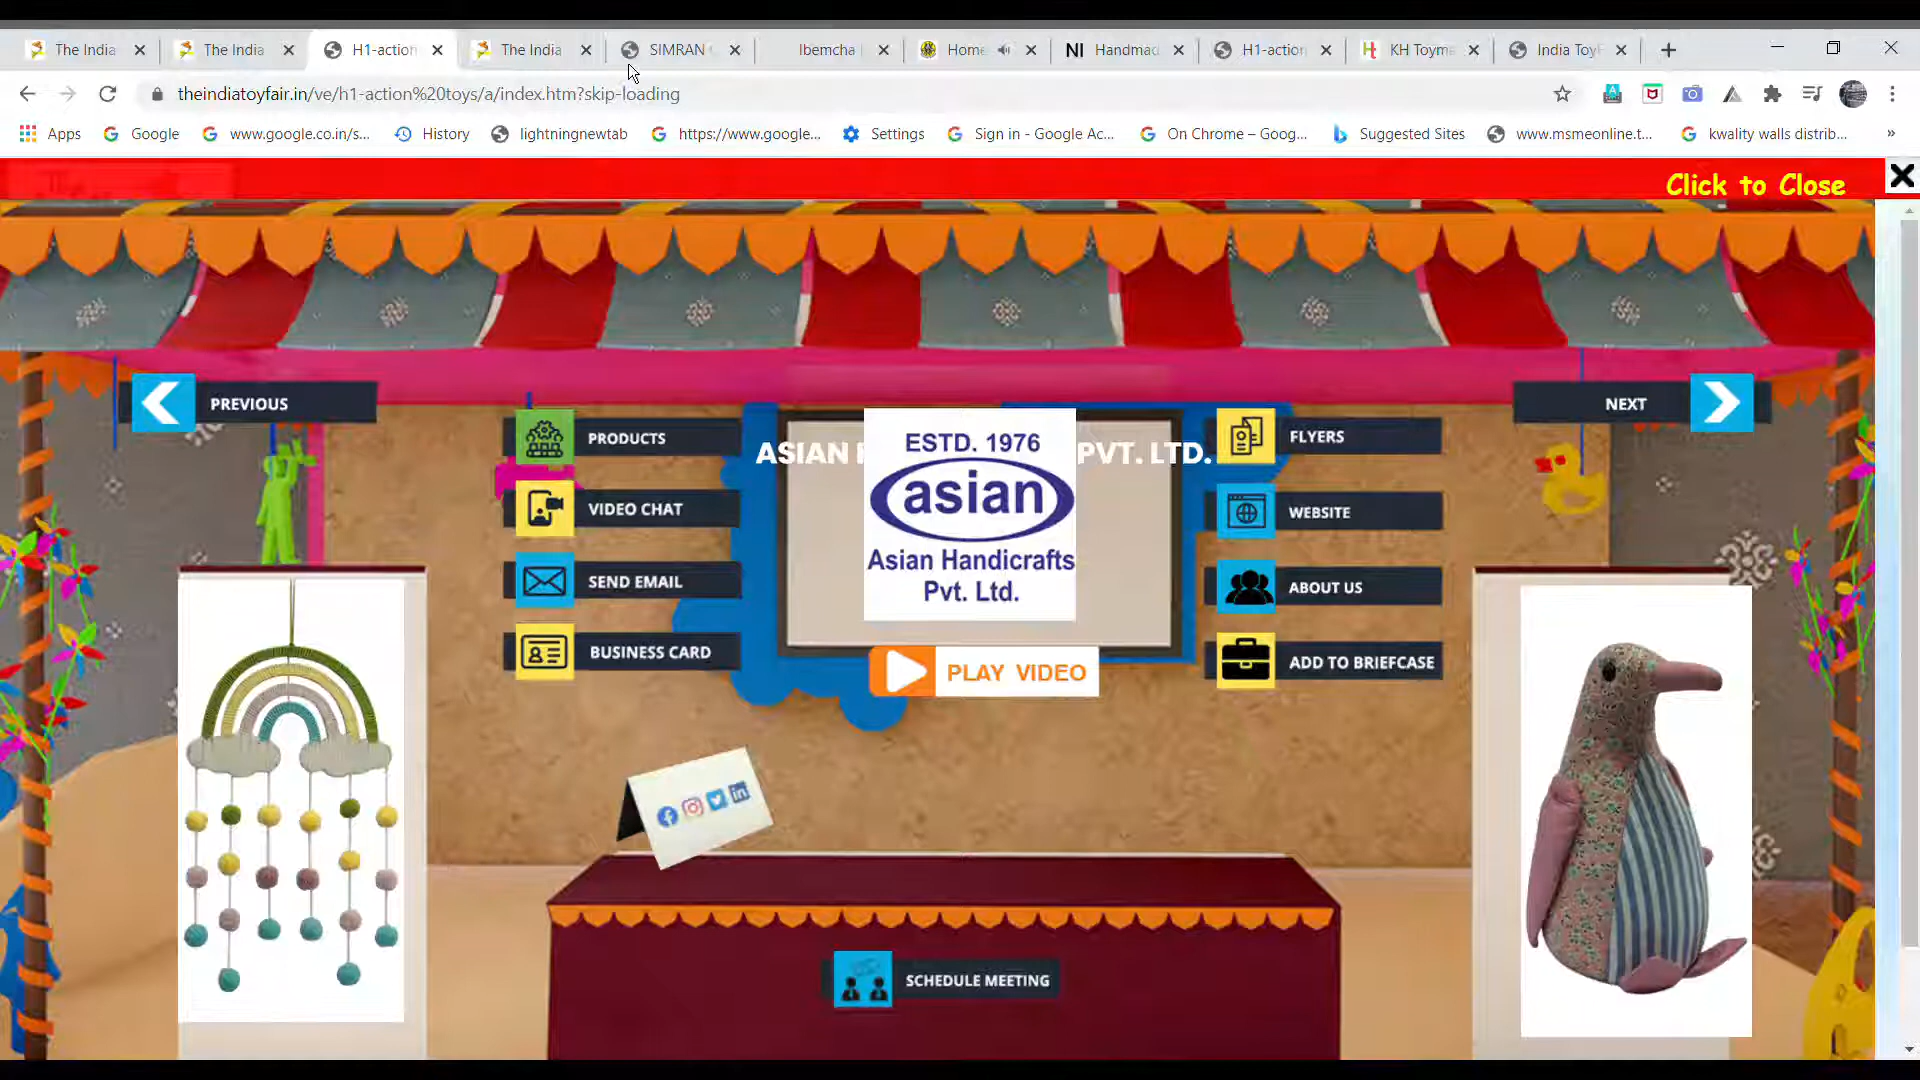 The India
The India
H1-action
The India
SIMRAN
Ibemcha
Home
NI Handmad
H1-action
KH Toyme
India Toy
theindiatoyfair.in/ve/h1-action%20toys/a/index.htm?skip-loading
Apps
Google
www.google.co.in/s...
History
lightningnewtab
https://www.google...
Settings
Sign in - Google Ac...
On Chrome – Goog...
Suggested Sites
www.msmeonline.t...
kwality walls distrib...
»
Click to Close
PREVIOUS
NEXT
PRODUCTS
VIDEO CHAT
SEND EMAIL
BUSINESS CARD
ASIAN
PVT. LTD.
ESTD. 1976
asian
Asian Handicrafts
Pvt. Ltd.
PLAY VIDEO
FLYERS
WEBSITE
ABOUT US
ADD TO BRIEFCASE
SCHEDULE MEETING